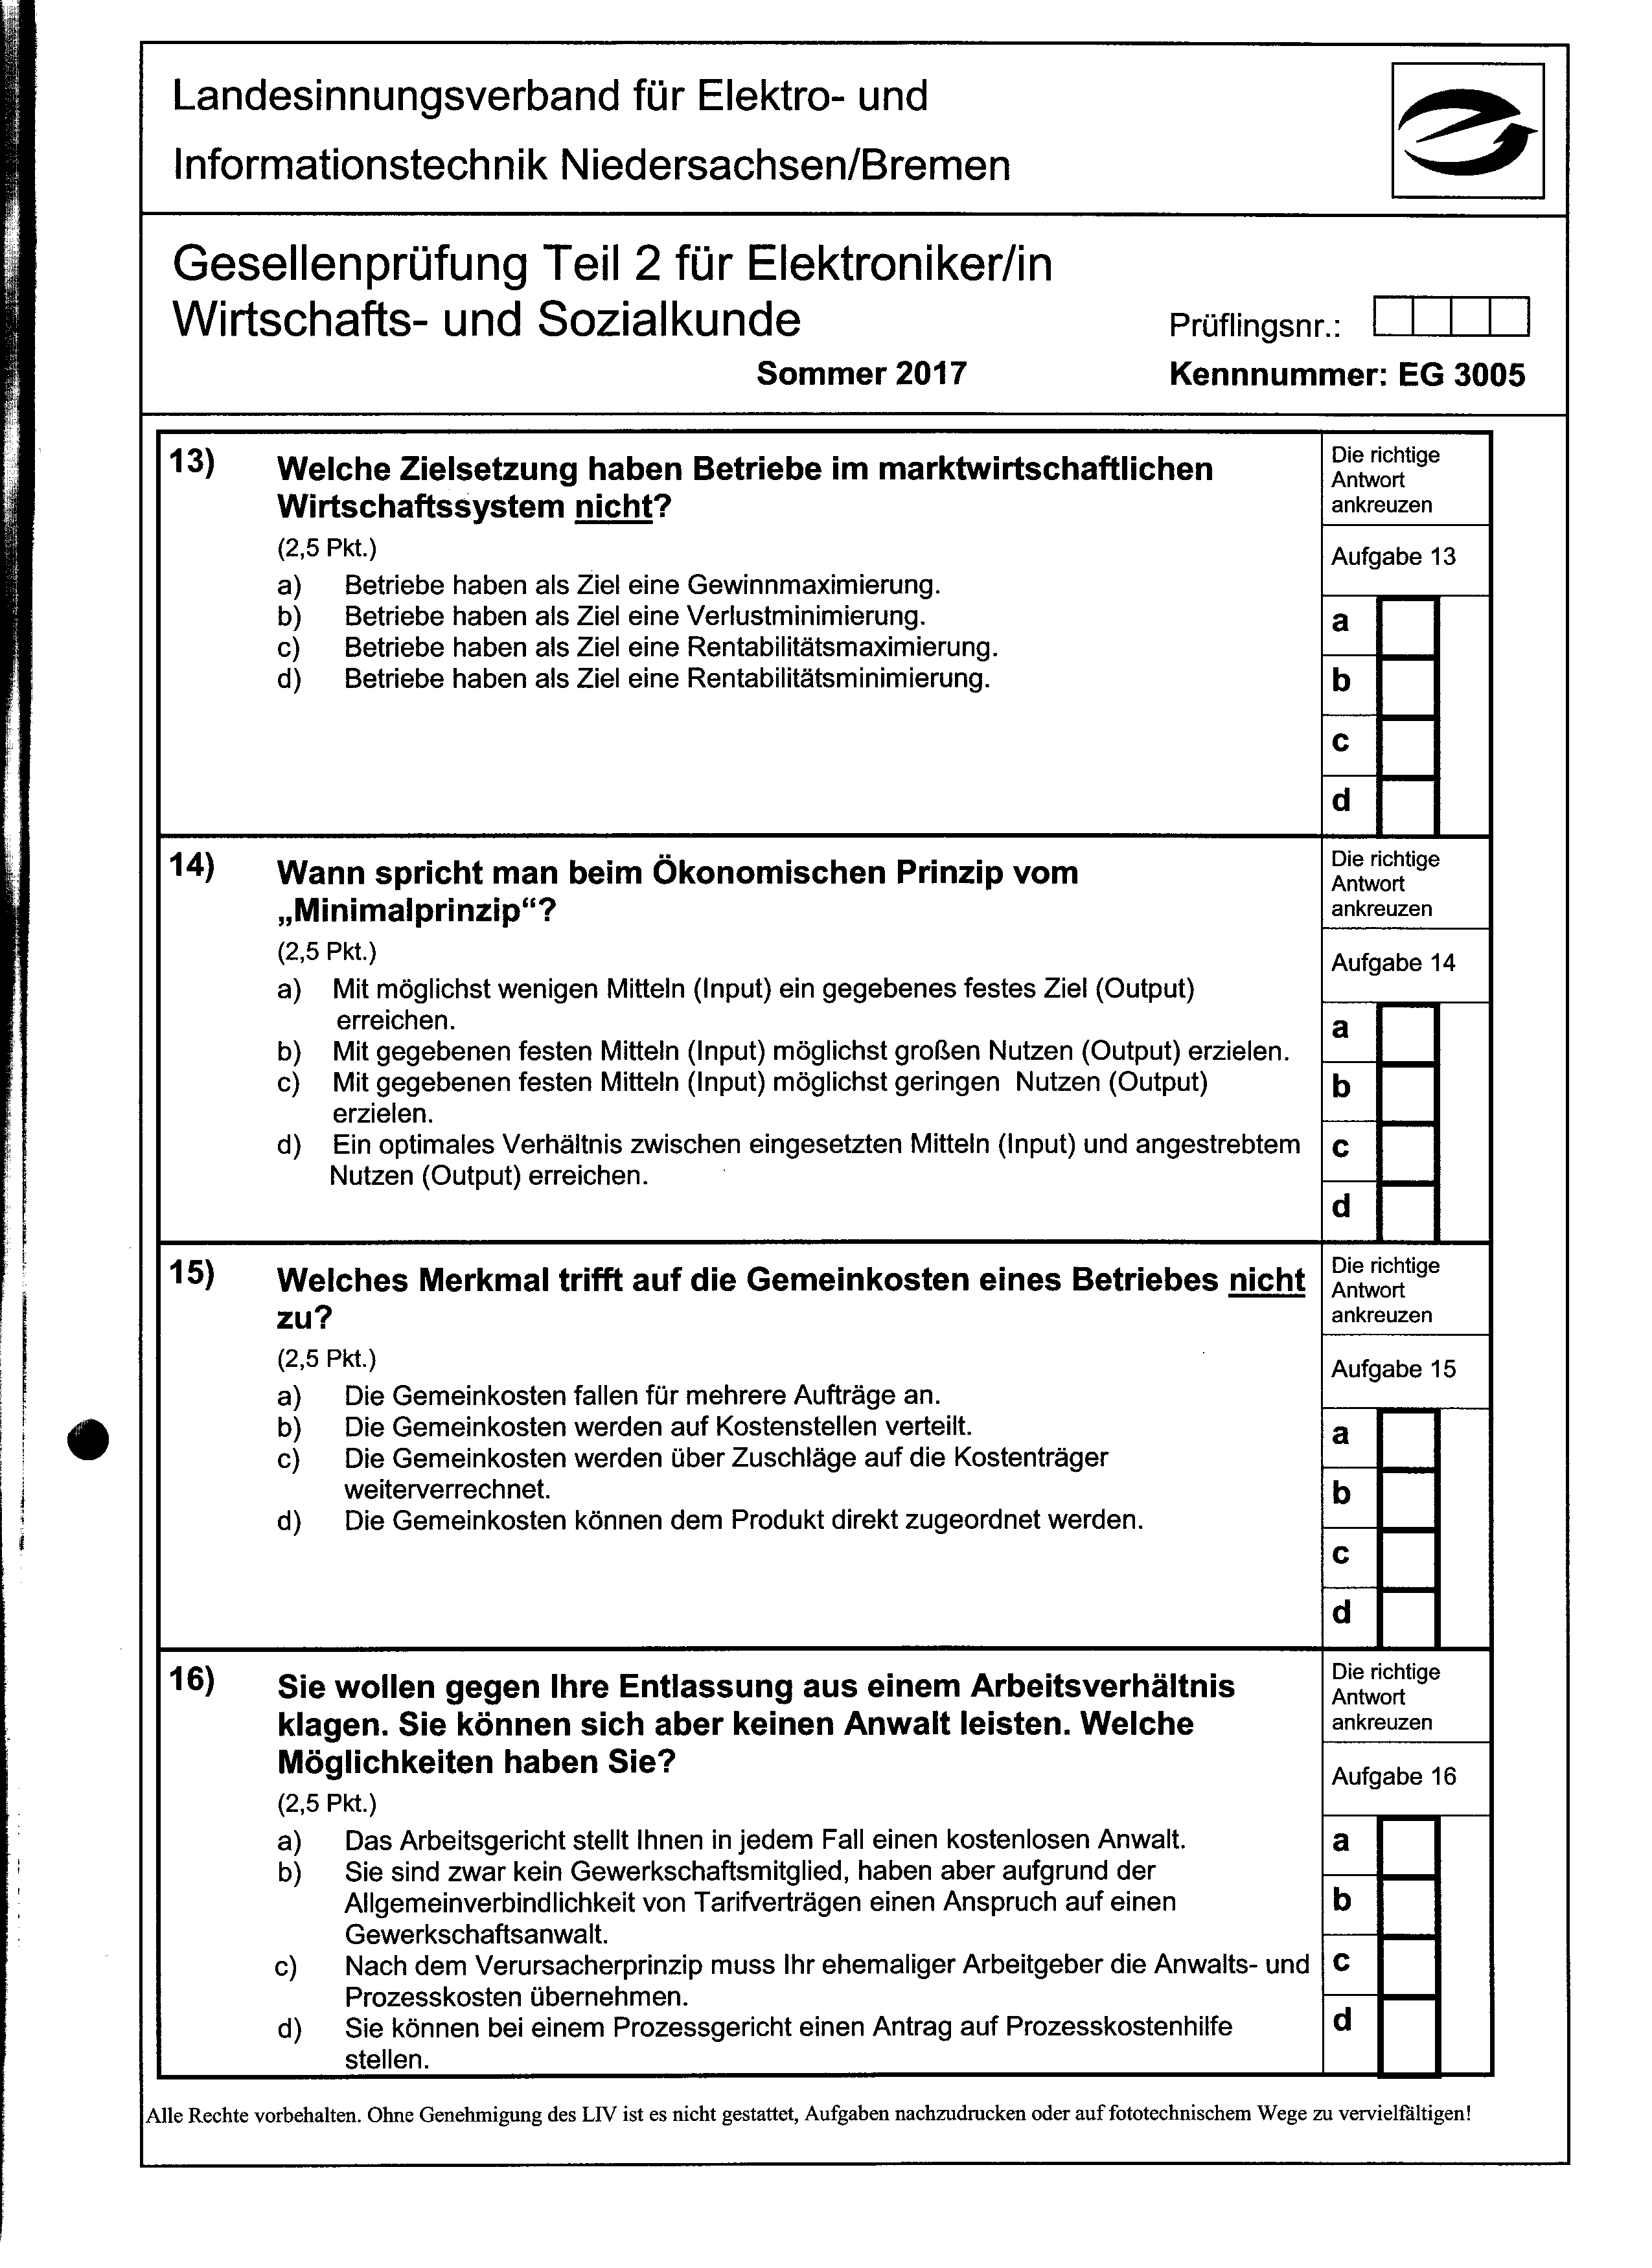 Landesinnungsverband für Elektro- und
Informationstechnik Niedersachsen/Bremen
Gesellenprüfung Teil 2 für Elektroniker/in
Wirtschafts- und Sozialkunde
Prüflingsnr.:
Sommer 2017
Kennnummer: EG 3005
13)
Welche Zielsetzung haben Betriebe im marktwirtschaftlichen
Wirtschaftssystem nicht?
(2,5 Pkt.)
a) Betriebe haben als Ziel eine Gewinnmaximierung.
b) Betriebe haben als Ziel eine Verlustminimierung.
c) Betriebe haben als Ziel eine Rentabilitätsmaximierung.
d) Betriebe haben als Ziel eine Rentabilitätsminimierung.
Die richtige
Antwort
ankreuzen
Aufgabe 13
a
b
c
d
14)
Wann spricht man beim Ökonomischen Prinzip vom
„Minimalprinzip“?
(2,5 Pkt.)
a) Mit möglichst wenigen Mitteln (Input) ein gegebenes festes Ziel (Output)
erreichen.
b) Mit gegebenen festen Mitteln (Input) möglichst großen Nutzen (Output) erzielen.
c) Mit gegebenen festen Mitteln (Input) möglichst geringen Nutzen (Output)
erzielen.
d) Ein optimales Verhältnis zwischen eingesetzten Mitteln (Input) und angestrebtem
Nutzen (Output) erreichen.
Die richtige
Antwort
ankreuzen
Aufgabe 14
a
b
c
d
15)
Welches Merkmal trifft auf die Gemeinkosten eines Betriebes nicht
zu?
(2,5 Pkt.)
a) Die Gemeinkosten fallen für mehrere Aufträge an.
b) Die Gemeinkosten werden auf Kostenstellen verteilt.
c) Die Gemeinkosten werden über Zuschläge auf die Kostenträger
weiterverrechnet.
d) Die Gemeinkosten können dem Produkt direkt zugeordnet werden.
Die richtige
Antwort
ankreuzen
Aufgabe 15
a
b
c
d
16)
Sie wollen gegen Ihre Entlassung aus einem Arbeitsverhältnis
klagen. Sie können sich aber keinen Anwalt leisten. Welche
Möglichkeiten haben Sie?
(2,5 Pkt.)
a) Das Arbeitsgericht stellt Ihnen in jedem Fall einen kostenlosen Anwalt.
b) Sie sind zwar kein Gewerkschaftsmitglied, haben aber aufgrund der
Allgemeinverbindlichkeit von Tarifverträgen einen Anspruch auf einen
Gewerkschaftsanwalt.
c) Nach dem Verursacherprinzip muss Ihr ehemaliger Arbeitgeber die Anwalts- und
Prozesskosten übernehmen.
d) Sie können bei einem Prozessgericht einen Antrag auf Prozesskostenhilfe
stellen.
Die richtige
Antwort
ankreuzen
Aufgabe 16
a
b
c
d
Alle Rechte vorbehalten. Ohne Genehmigung des LIV ist es nicht gestattet, Aufgaben nachzudrucken oder auf fototechnischem Wege zu vervielfältigen!